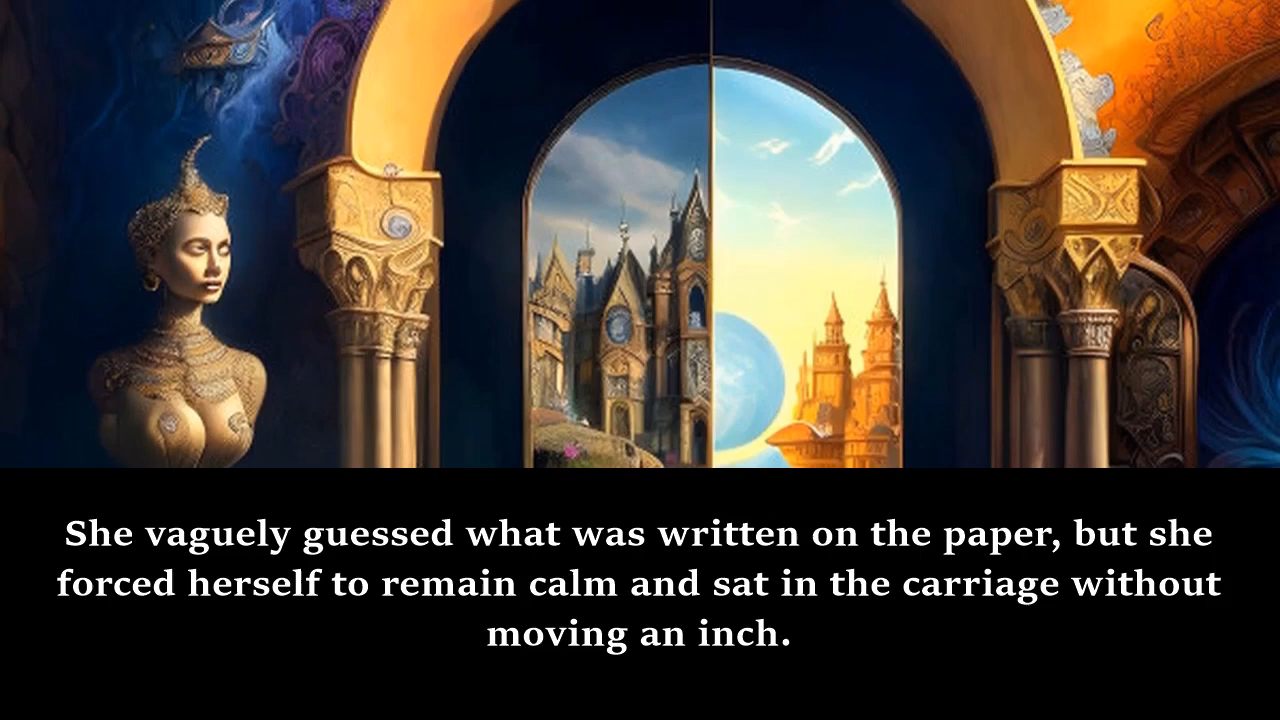 She vaguely guessed what was written on the paper, but she
forced herself to remain calm and sat in the carriage without
moving an inch.